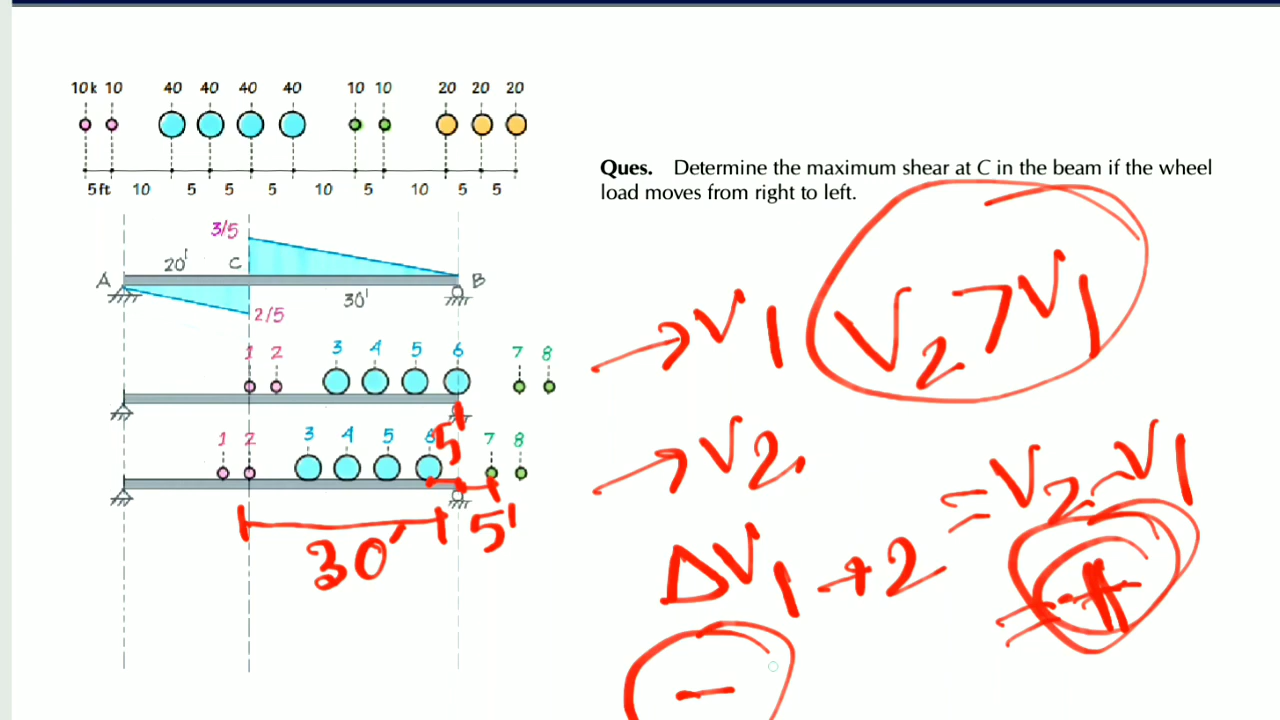 10k 10 40 40 40 40 10 10 20 20 20
5ft 10 5 5 5 10 5 10 5 5
Ques. Determine the maximum shear at C in the beam if the wheel
load moves from right to left.
3/5
20' C
A B
30'
2/5
1 2 3 4 5 6 7 8
→ V1
V2 > V1
1 2 3 4 5 6 7 8
5'
→ V2
30'
5'
ΔV1→2 = V2 - V1
= +
-